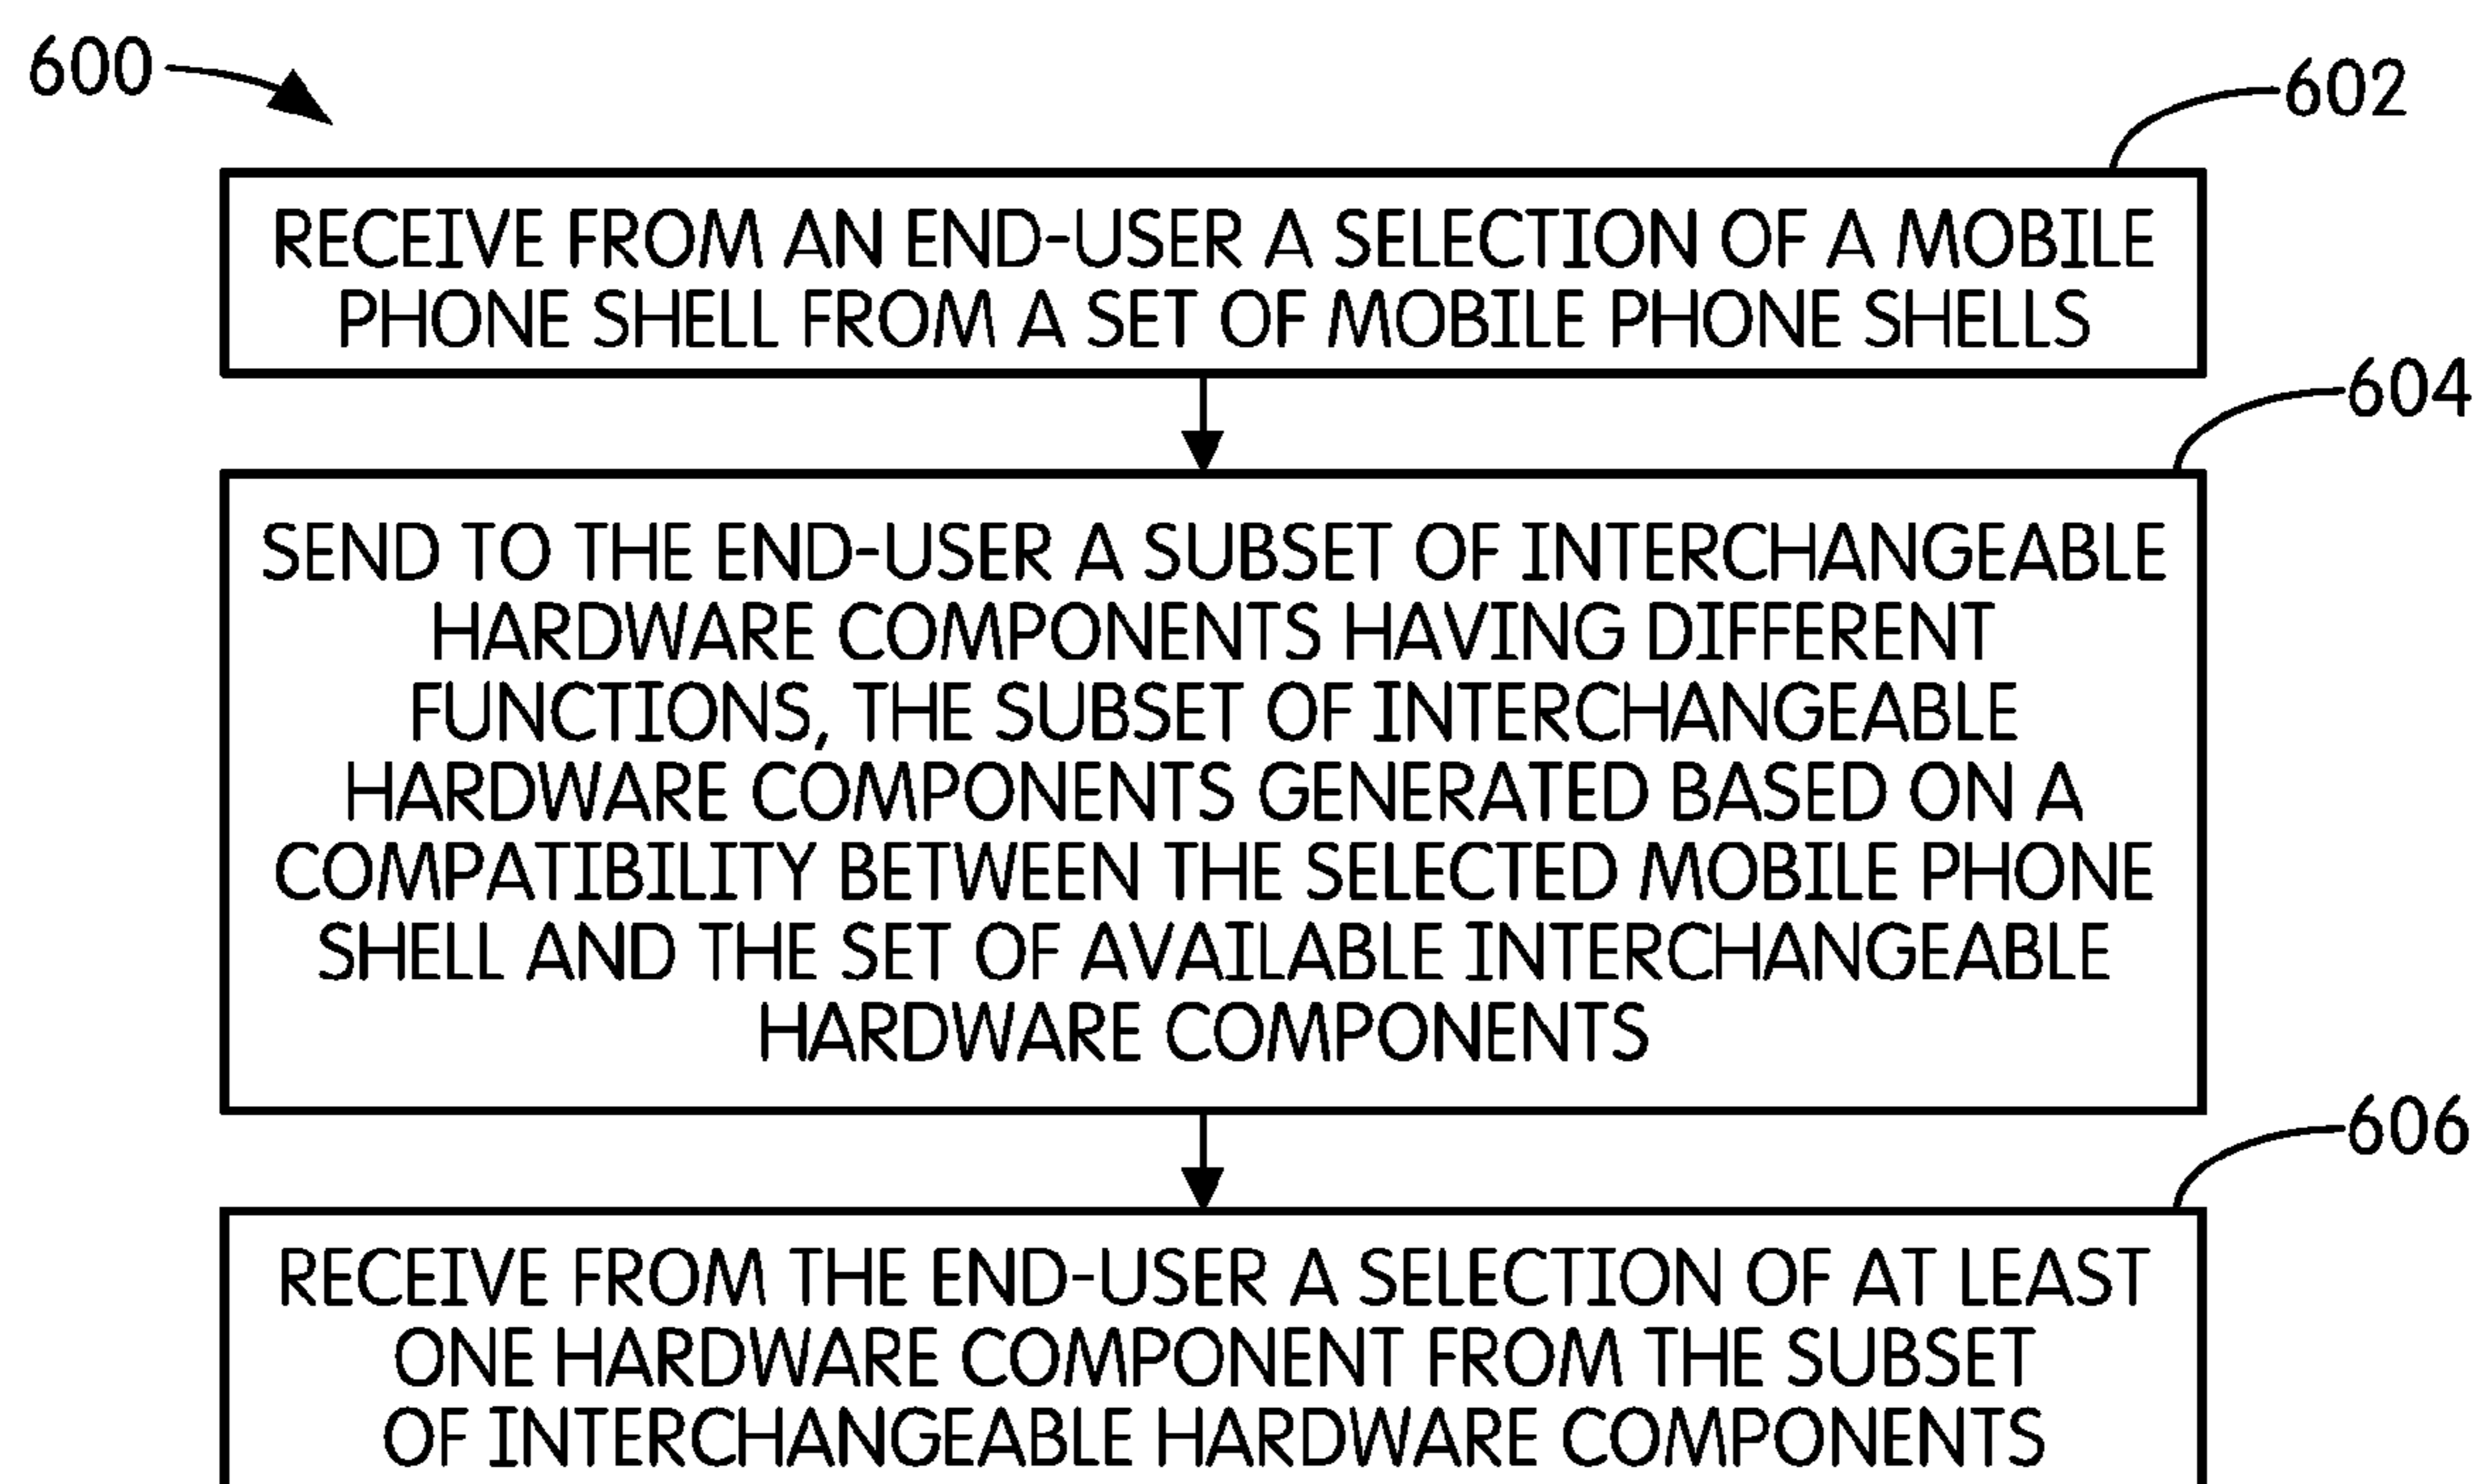 600
602
RECEIVE FROM AN END-USER A SELECTION OF A MOBILE
PHONE SHELL FROM A SET OF MOBILE PHONE SHELLS
604
SEND TO THE END-USER A SUBSET OF INTERCHANGEABLE
HARDWARE COMPONENTS HAVING DIFFERENT
FUNCTIONS, THE SUBSET OF INTERCHANGEABLE
HARDWARE COMPONENTS GENERATED BASED ON A
COMPATIBILITY BETWEEN THE SELECTED MOBILE PHONE
SHELL AND THE SET OF AVAILABLE INTERCHANGEABLE
HARDWARE COMPONENTS
606
RECEIVE FROM THE END-USER A SELECTION OF AT LEAST
ONE HARDWARE COMPONENT FROM THE SUBSET
OF INTERCHANGEABLE HARDWARE COMPONENTS